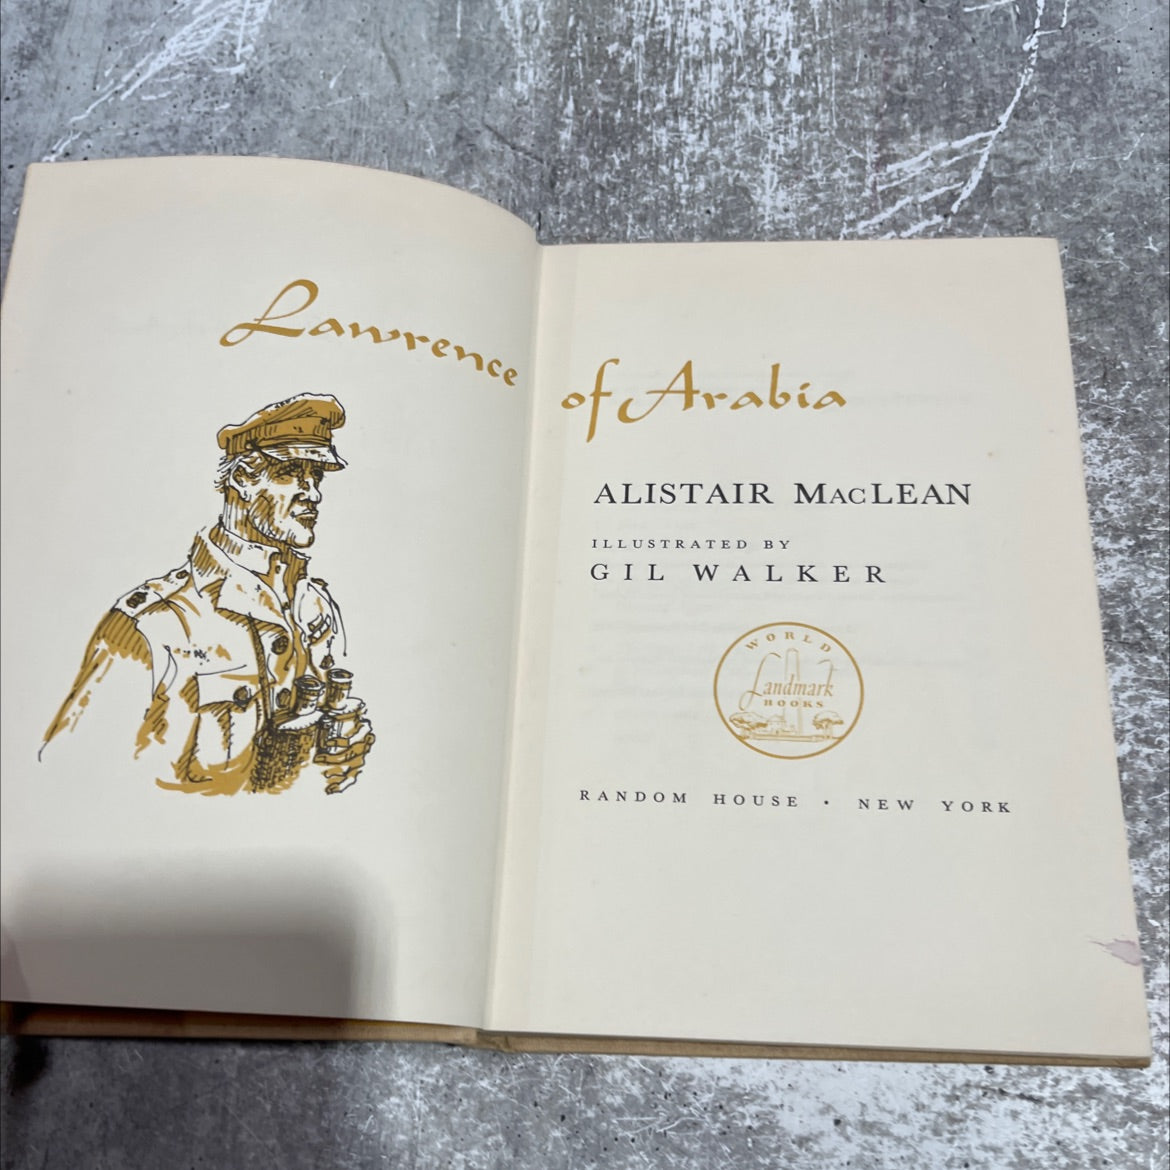 Lawrence of Arabia
ALISTAIR MACLEAN
ILLUSTRATED BY
GIL WALKER
WORLD
Landmark
BOOKS
RANDOM HOUSE • NEW YORK